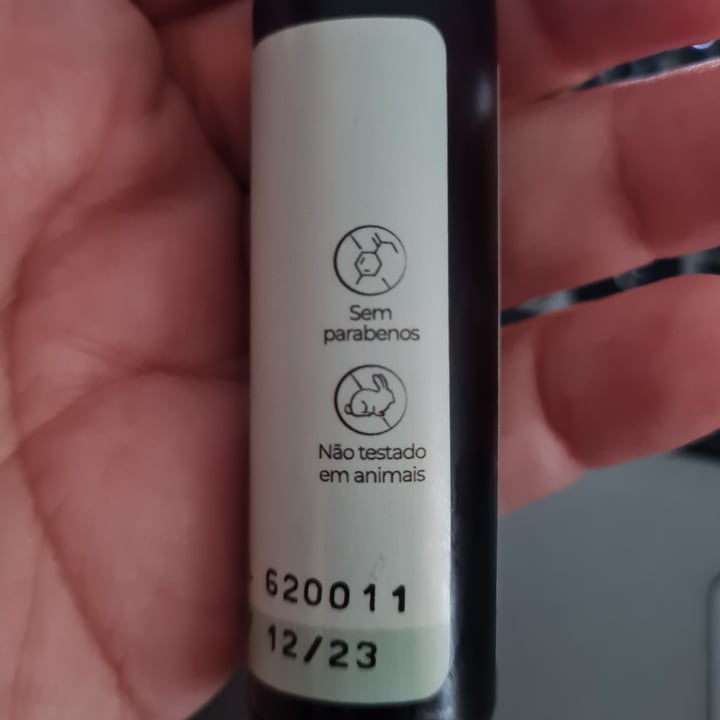 Sem
parabenos
Não testado
em animais
620011
12/23